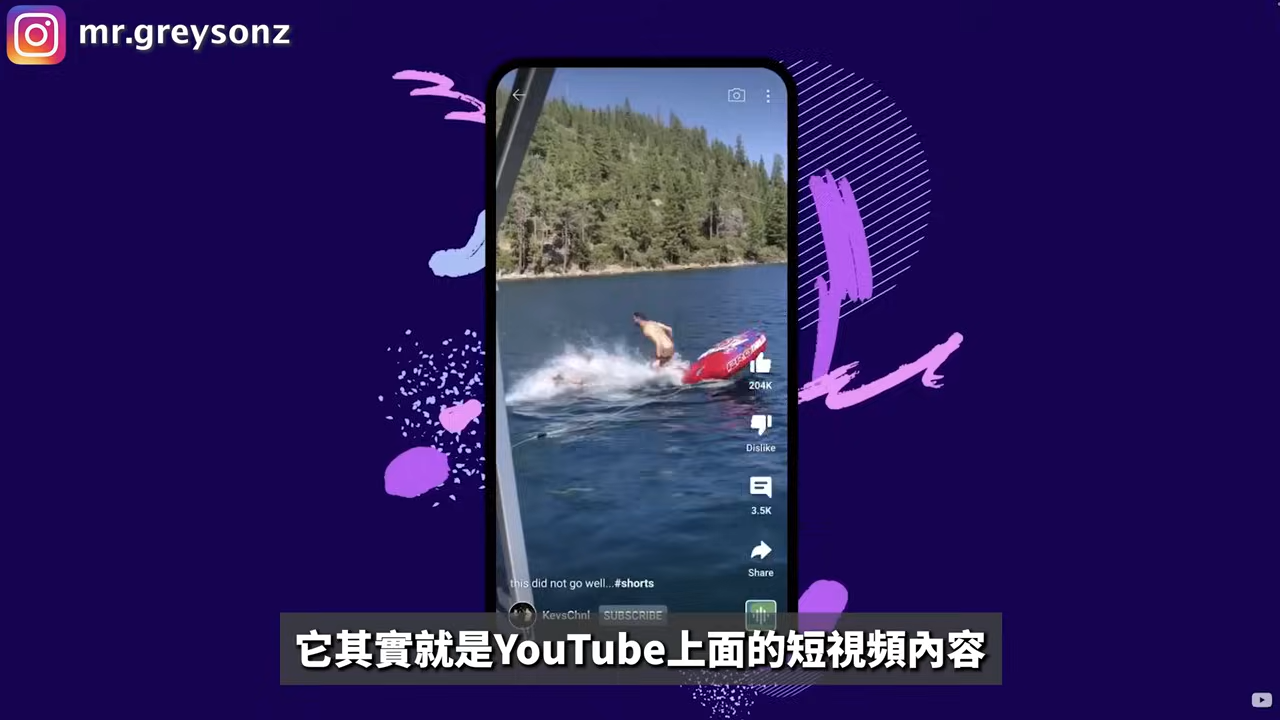 mr.greysonz
204K
Dislike
3.5K
Share
this did not go well...#shorts
KevsChnl SUBSCRIBE
它其實就是YouTube上面的短視頻內容